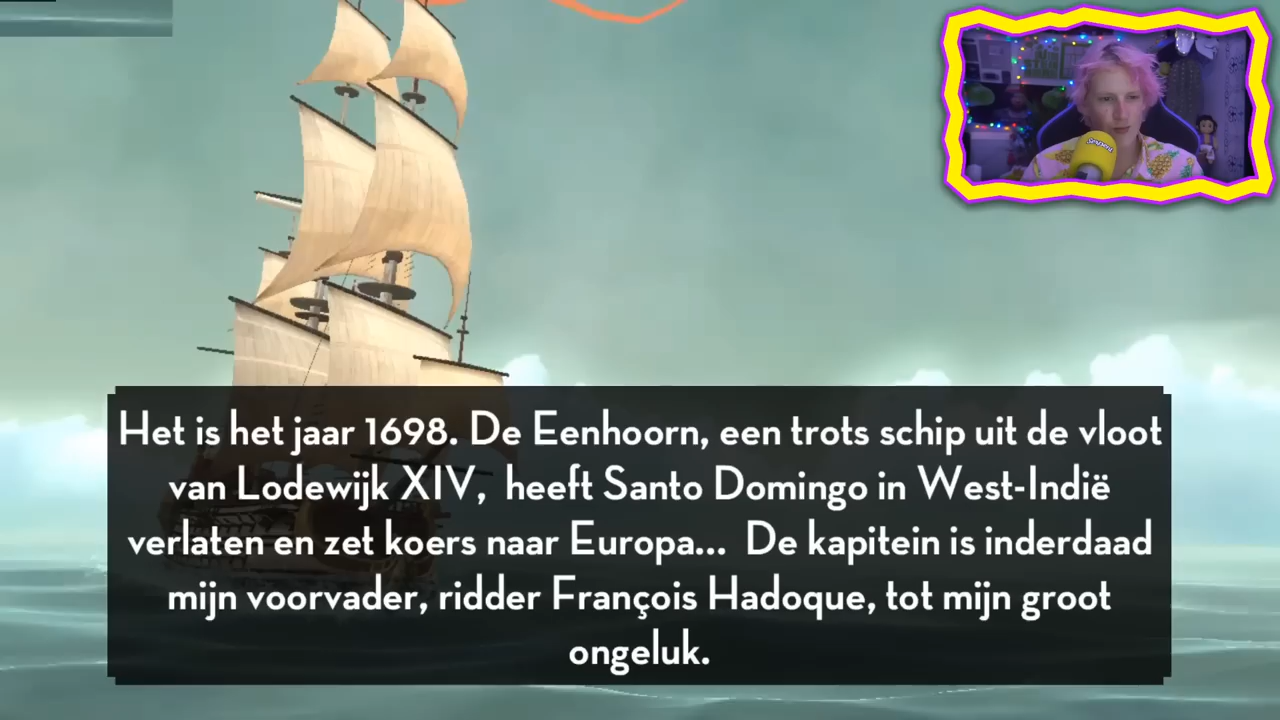 Het is het jaar 1698. De Eenhoorn, een trots schip uit de vloot
van Lodewijk XIV, heeft Santo Domingo in West-Indië
verlaten en zet koers naar Europa... De kapitein is inderdaad
mijn voorvader, ridder François Hadoque, tot mijn groot
ongeluk.